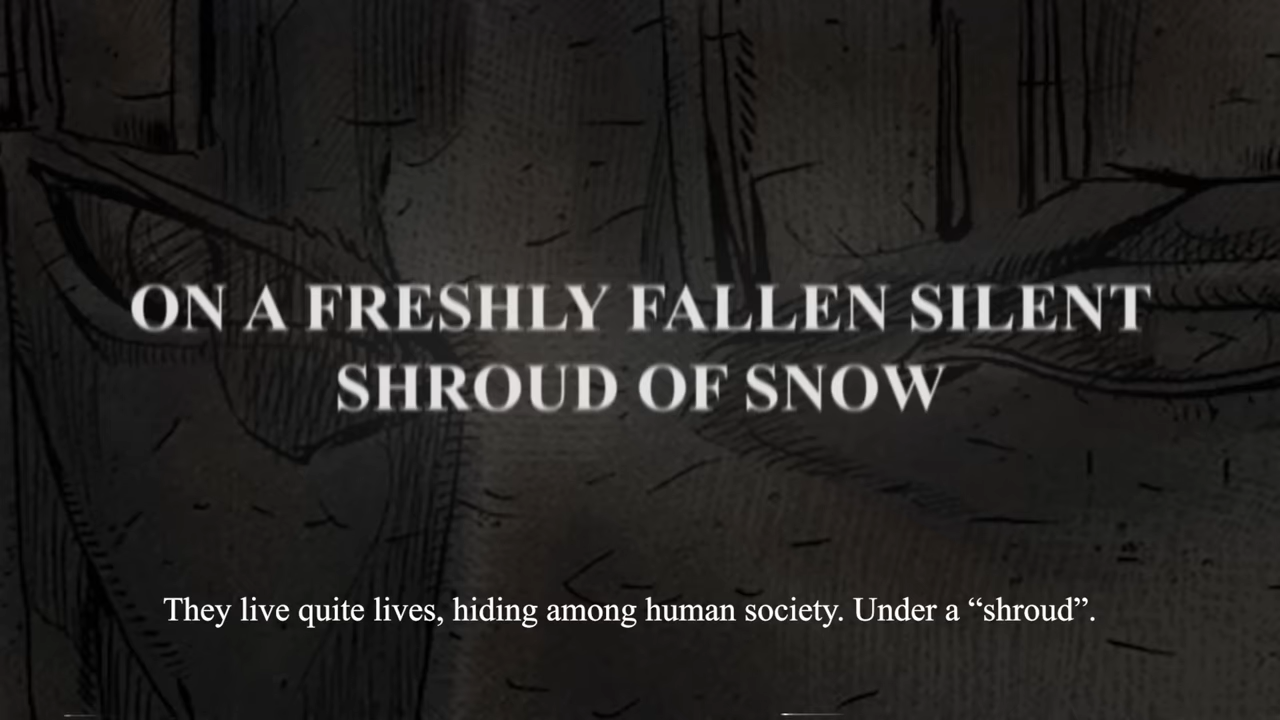 ON A FRESHLY FALLEN SILENT
SHROUD OF SNOW
They live quite lives, hiding among human society. Under a “shroud”.